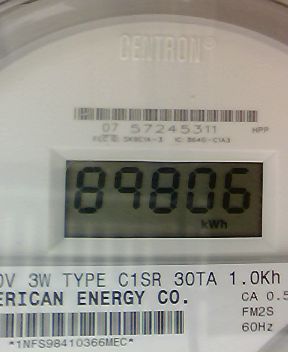 CENTRON®
07 57245311 HPP
89806
kWh
0V 3W TYPE C1SR 30TA 1.0Kh
ERICAN ENERGY CO.
CA 0.5
FM2S
60Hz
*1NFS98410366MEC*